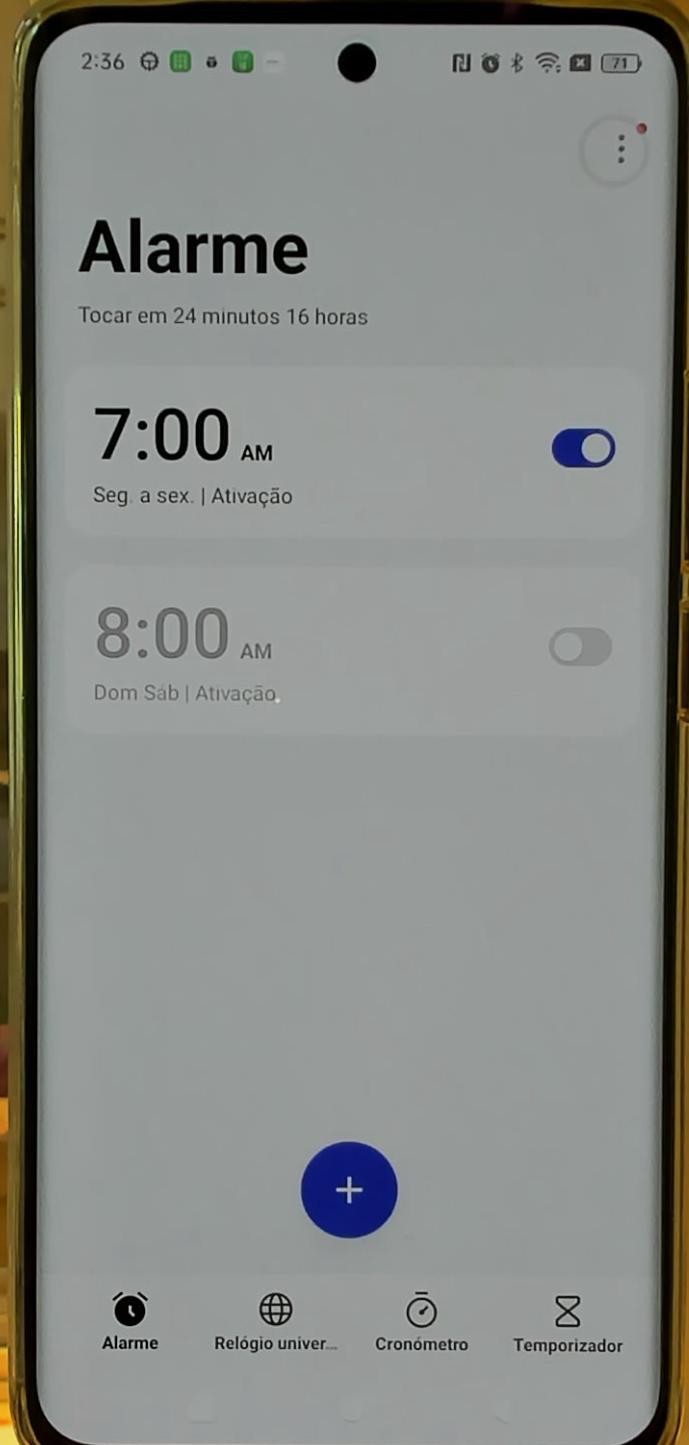 2:36 71
Alarme
Tocar em 24 minutos 16 horas
7:00 AM
Seg. a sex. | Ativação
8:00 AM
Dom Sáb | Ativação
+
Alarme Relógio univer... Cronómetro Temporizador